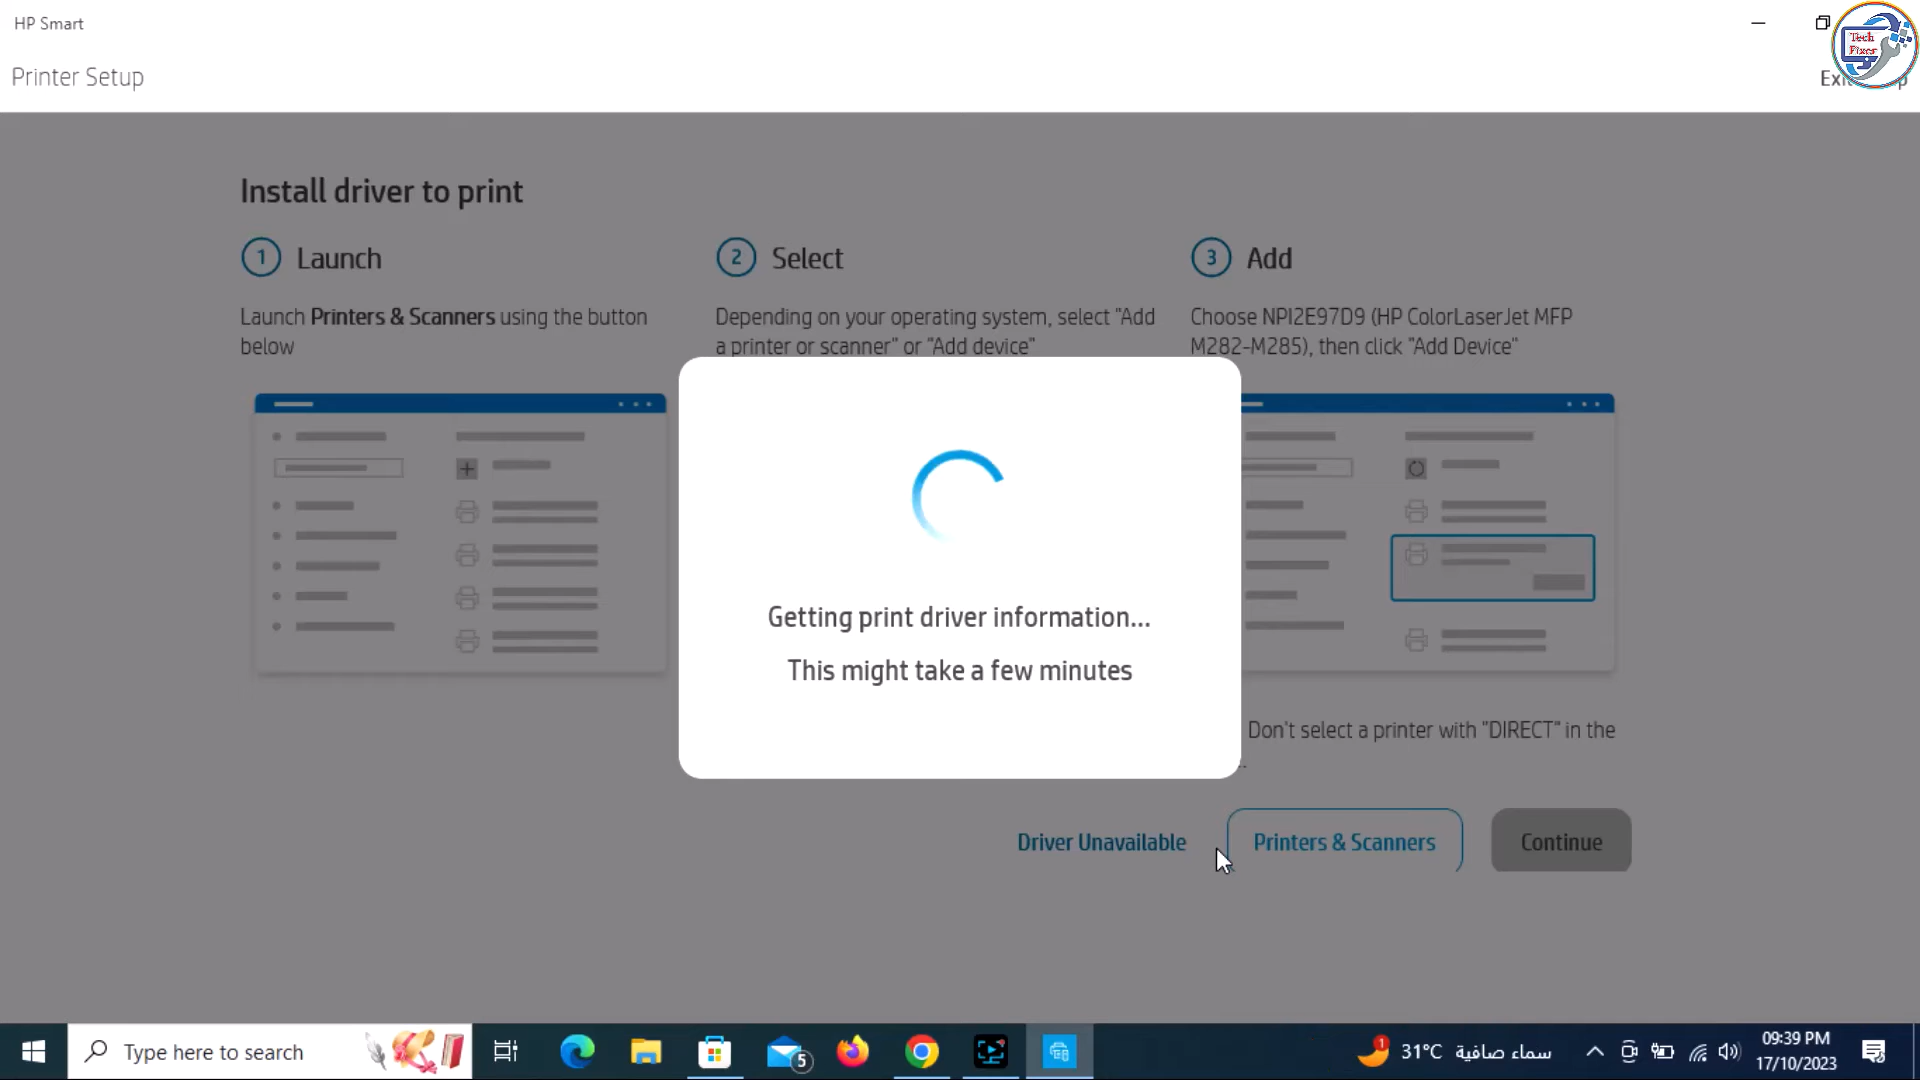 HP Smart
Printer Setup
Tech
Fixer
Install driver to print
1 Launch
Launch Printers & Scanners using the button
below
2 Select
Depending on your operating system, select "Add
a printer or scanner" or "Add device"
3 Add
Choose NPI2E97D9 (HP ColorLaserJet MFP
M282-M285), then click "Add Device"
Getting print driver information...
This might take a few minutes
Don't select a printer with "DIRECT" in the
Driver Unavailable
Printers & Scanners
Continue
Type here to search
5
1
31°C سماء صافية
09:39 PM
17/10/2023